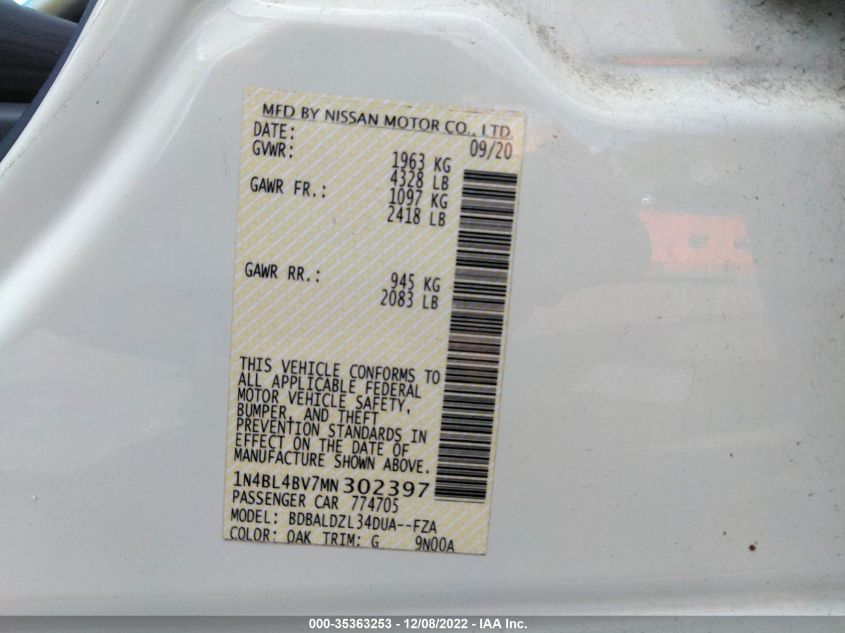 MFD BY NISSAN MOTOR CO., LTD.
DATE: 09/20
GVWR: 1963 KG
4328 LB
GAWR FR.: 1097 KG
2418 LB
GAWR RR.: 945 KG
2083 LB
THIS VEHICLE CONFORMS TO
ALL APPLICABLE FEDERAL
MOTOR VEHICLE SAFETY,
BUMPER, AND THEFT
PREVENTION STANDARDS IN
EFFECT ON THE DATE OF
MANUFACTURE SHOWN ABOVE.
1N4BL4BV7MN302397
PASSENGER CAR 774705
MODEL: BDBALDZL34DUA--FZA
COLOR: QAK TRIM: G 9N00A
000-35363253 - 12/08/2022 - IAA Inc.